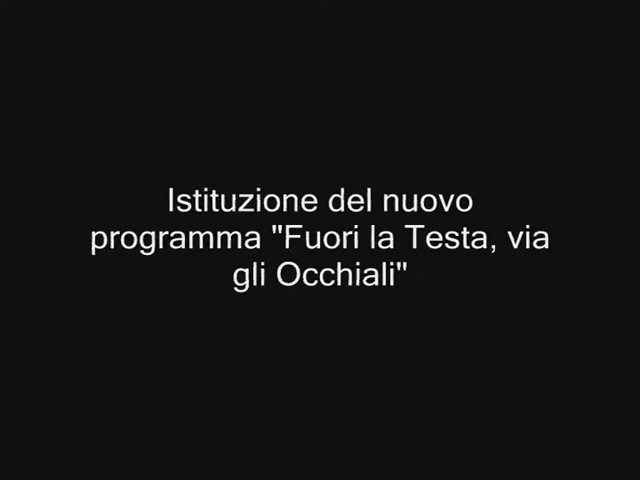 Istituzione del nuovo
programma "Fuori la Testa, via
gli Occhiali"